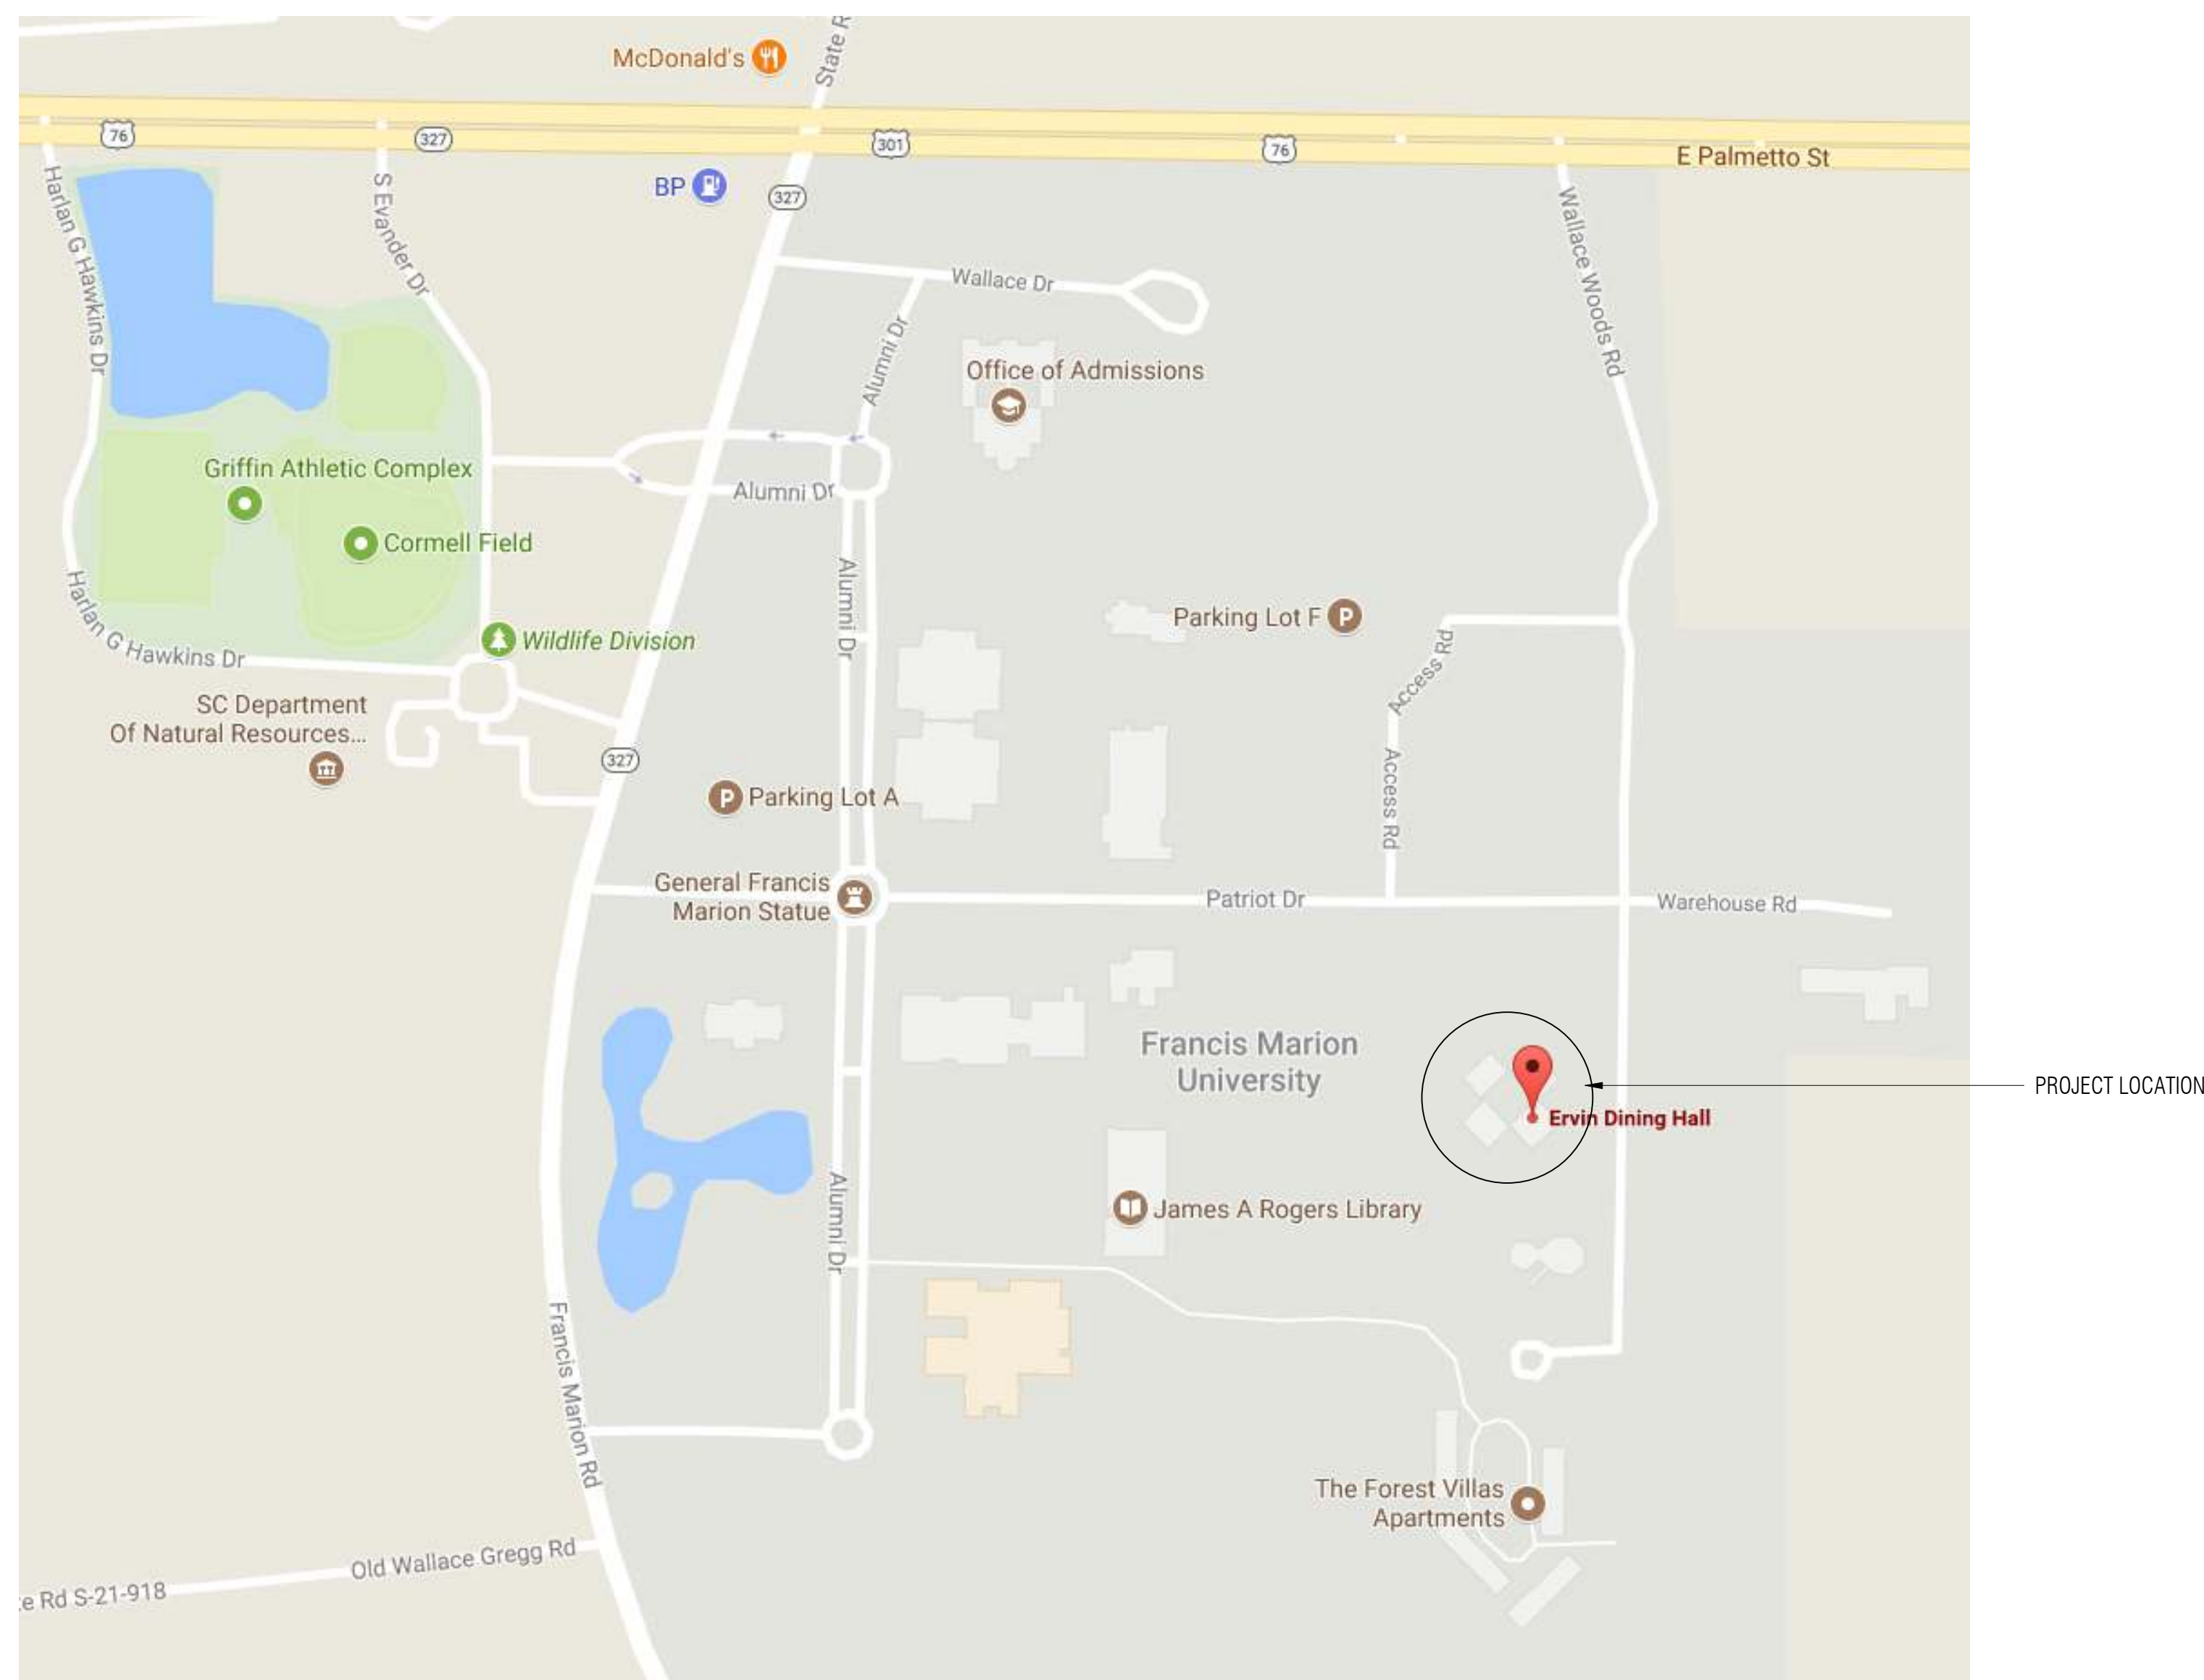 McDonald's
State R
76
327
301
76
E Palmetto St
BP
327
Harlan G Hawkins Dr
S Evander Dr
Wallace Woods Rd
Wallace Dr
Alumni Dr
Office of Admissions
Griffin Athletic Complex
Alumni Dr
Cormell Field
Alumni Dr
Harlan G Hawkins Dr
Parking Lot F
Wildlife Division
Access Rd
SC Department
Of Natural Resources...
327
Access Rd
Parking Lot A
General Francis
Marion Statue
Patriot Dr
Warehouse Rd
Francis Marion
University
PROJECT LOCATION
Ervin Dining Hall
Alumni Dr
James A Rogers Library
Francis Marion Rd
The Forest Villas
Apartments
Old Wallace Gregg Rd
e Rd S-21-918